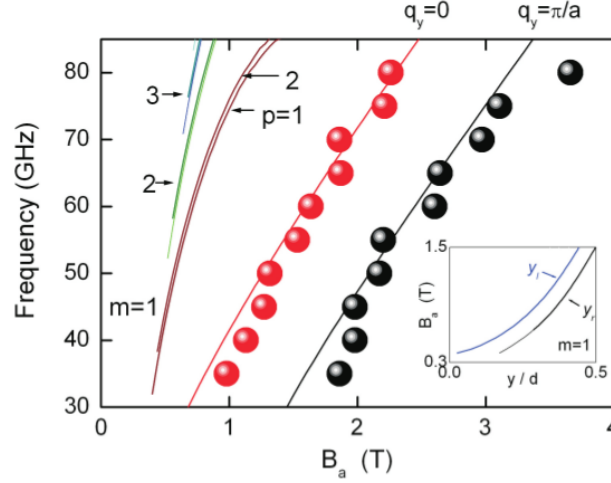 q_y=0 q_y=π/a
80
70
60
50
40
30
Frequency (GHz)
3
2
2
p=1
m=1
1.5
B_a (T)
0.3
y_l
y_r
m=1
0.0 0.5
y / d
1 2 3 4
B_a (T)